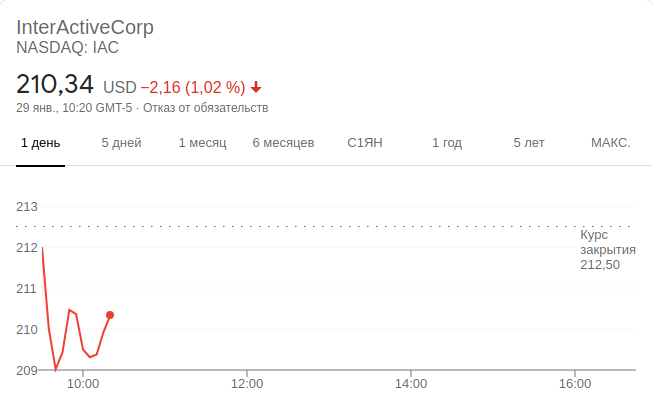 InterActiveCorp
NASDAQ: IAC
210,34 USD −2,16 (1,02 %)
29 янв., 10:20 GMT-5 · Отказ от обязательств
1 день 5 дней 1 месяц 6 месяцев С1ЯН 1 год 5 лет МАКС.
213
Курс
закрытия
212,50
212
211
210
209
10:00 12:00 14:00 16:00